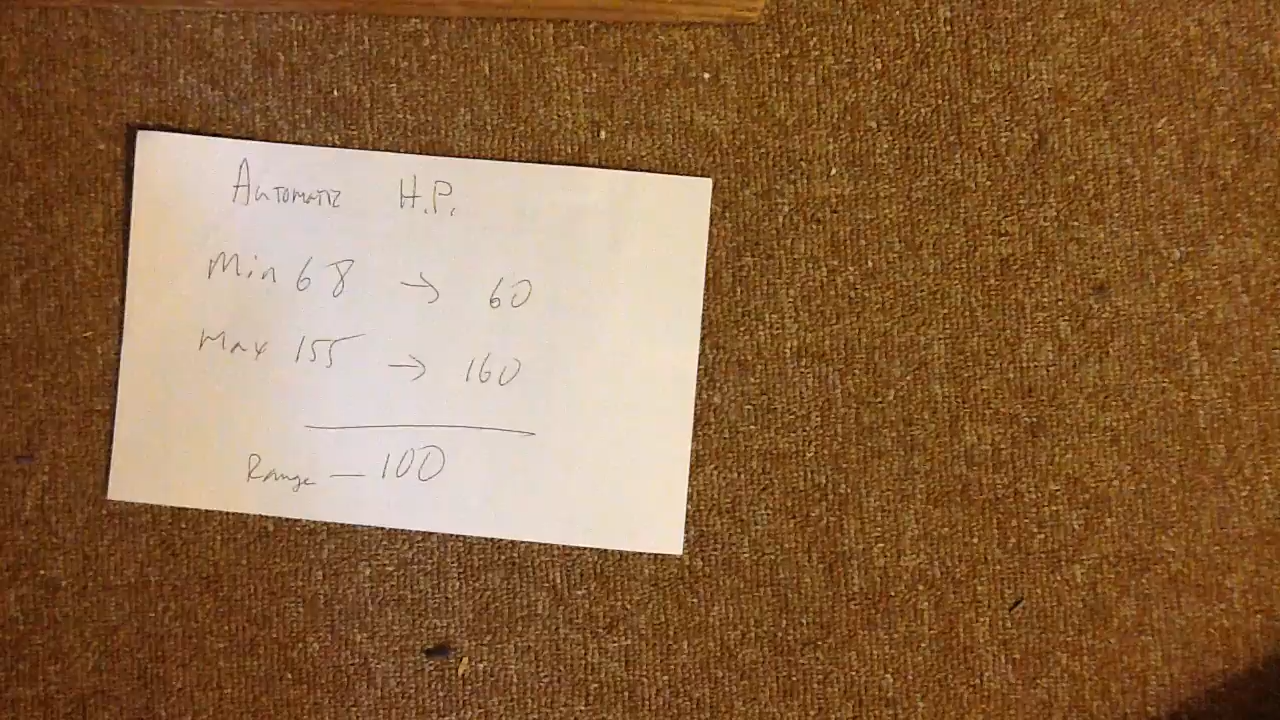 Automatic H.P.
Min 68 → 60
Max 155 → 160
Range — 100